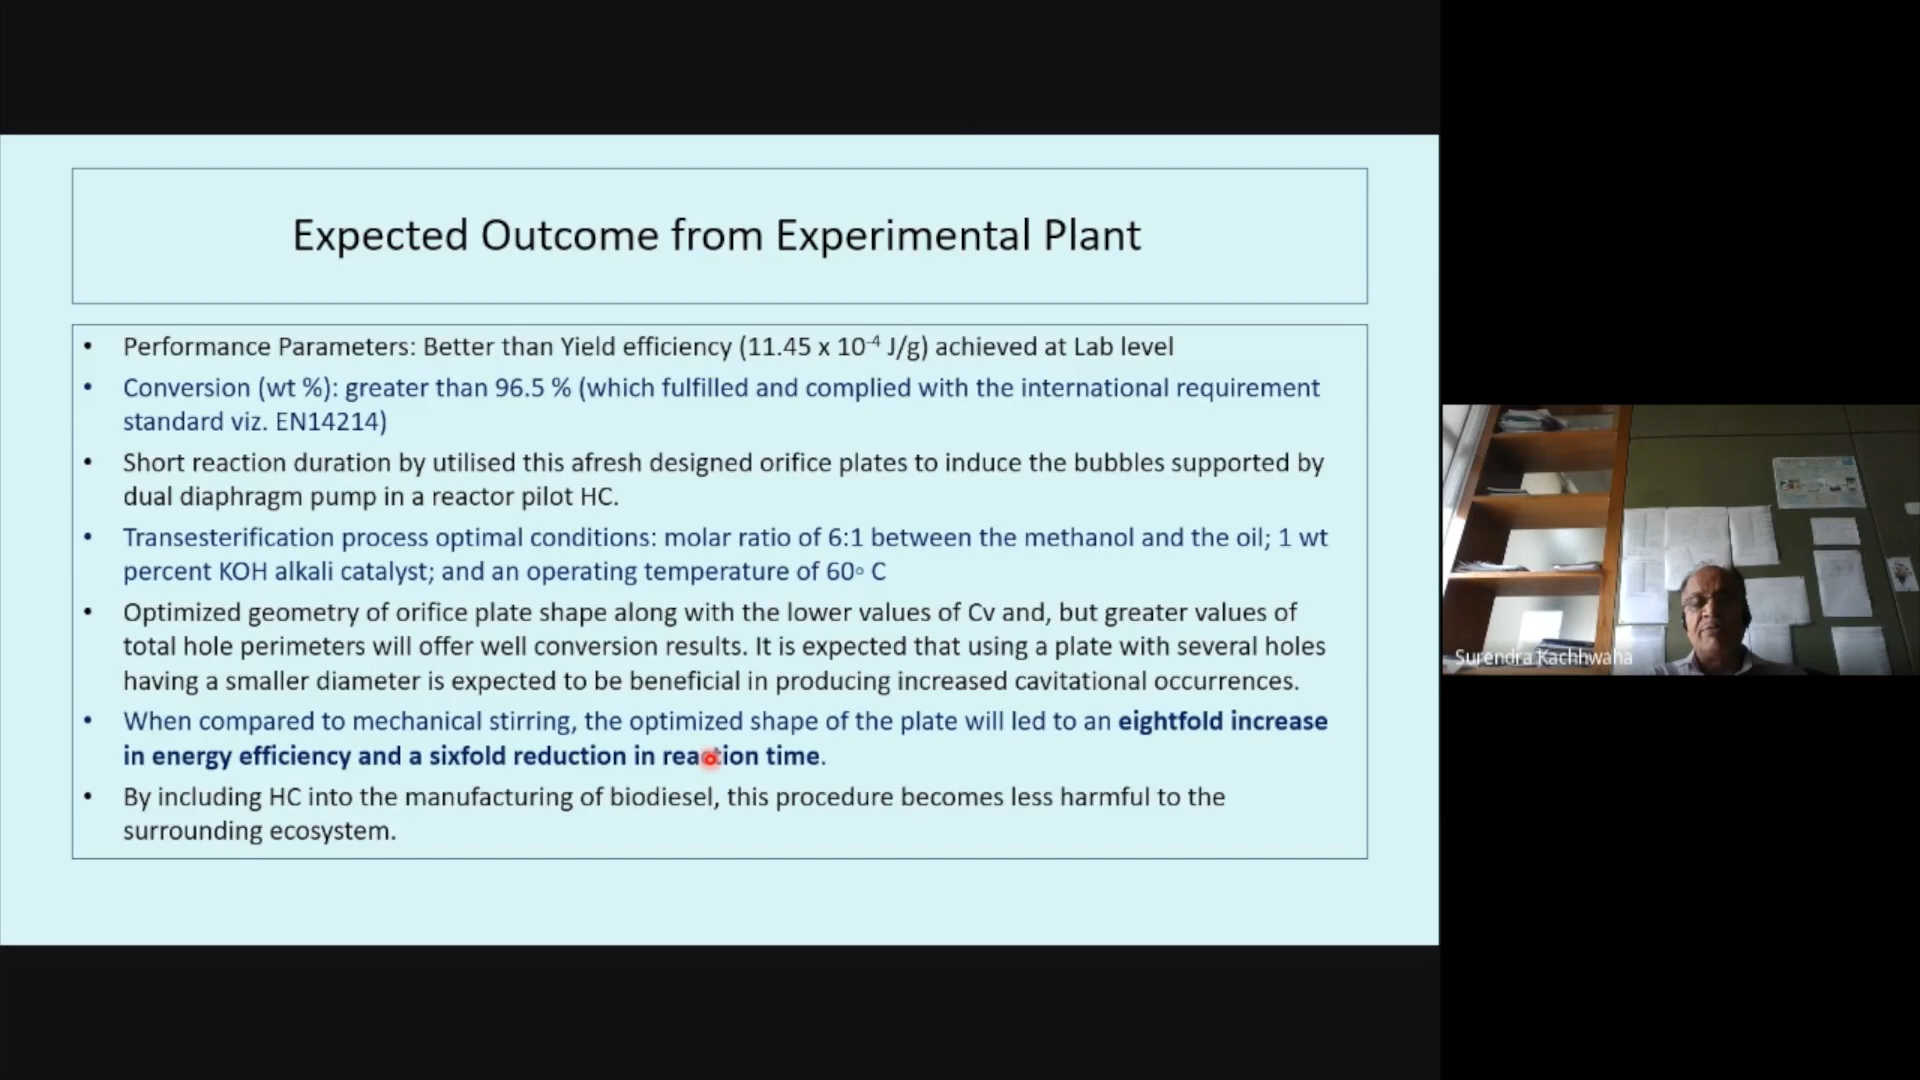 Expected Outcome from Experimental Plant
• Performance Parameters: Better than Yield efficiency (11.45 x 10⁻⁴ J/g) achieved at Lab level
• Conversion (wt %): greater than 96.5 % (which fulfilled and complied with the international requirement
standard viz. EN14214)
• Short reaction duration by utilised this afresh designed orifice plates to induce the bubbles supported by
dual diaphragm pump in a reactor pilot HC.
• Transesterification process optimal conditions: molar ratio of 6:1 between the methanol and the oil; 1 wt
percent KOH alkali catalyst; and an operating temperature of 60◦ C
• Optimized geometry of orifice plate shape along with the lower values of Cv and, but greater values of
total hole perimeters will offer well conversion results. It is expected that using a plate with several holes
having a smaller diameter is expected to be beneficial in producing increased cavitational occurrences.
• When compared to mechanical stirring, the optimized shape of the plate will led to an eightfold increase
in energy efficiency and a sixfold reduction in reaction time.
• By including HC into the manufacturing of biodiesel, this procedure becomes less harmful to the
surrounding ecosystem.
Surendra Kachhwaha